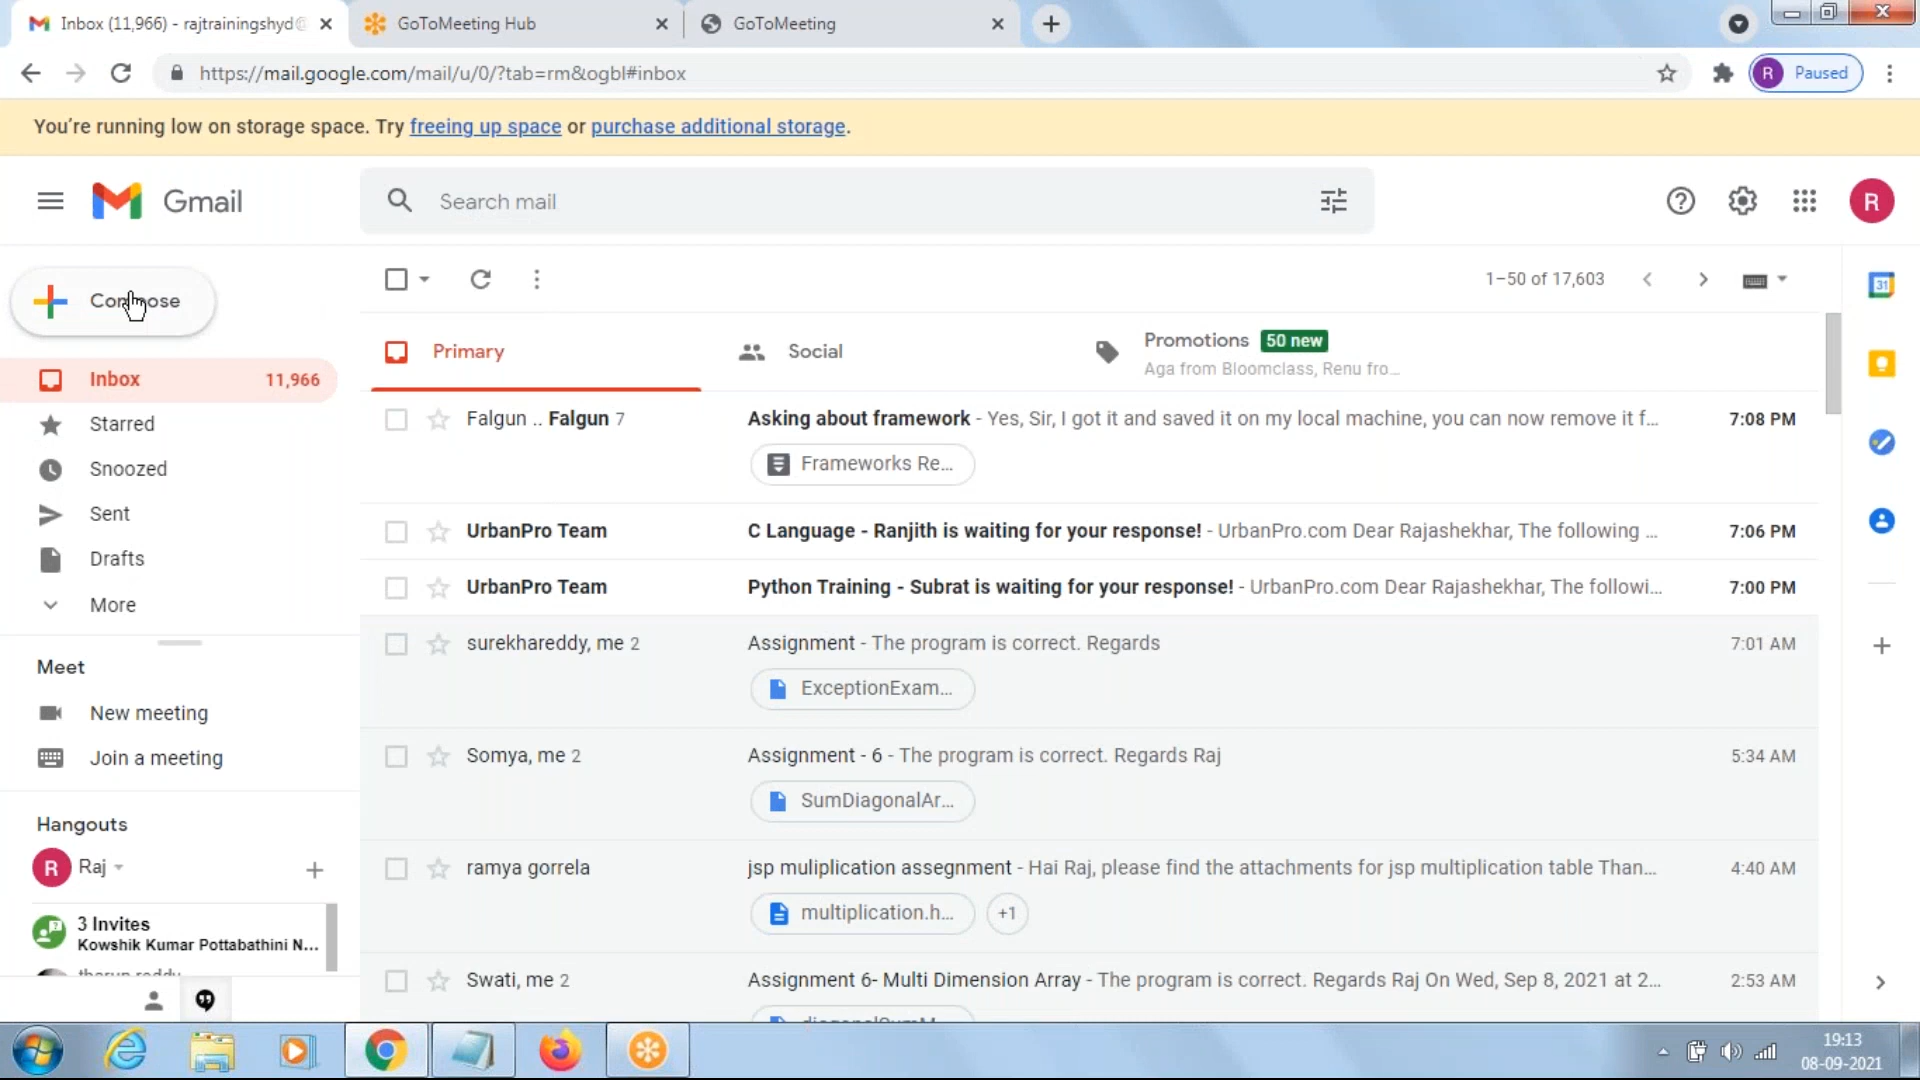 Inbox (11,966) - rajtrainingshyd@
GoToMeeting Hub
GoToMeeting
https://mail.google.com/mail/u/0/?tab=rm&ogbl#inbox
R Paused
You're running low on storage space. Try freeing up space or purchase additional storage.
Gmail
Search mail
R
Compose
1–50 of 17,603
31
Inbox 11,966
Starred
Snoozed
Sent
Drafts
More
Meet
New meeting
Join a meeting
Hangouts
R Raj
3 Invites
Kowshik Kumar Pottabathini N...
tharun reddy
Primary
Social
Promotions 50 new
Aga from Bloomclass, Renu fro...
Falgun .. Falgun 7 Asking about framework - Yes, Sir, I got it and saved it on my local machine, you can now remove it f... 7:08 PM
Frameworks Re...
UrbanPro Team C Language - Ranjith is waiting for your response! - UrbanPro.com Dear Rajashekhar, The following ... 7:06 PM
UrbanPro Team Python Training - Subrat is waiting for your response! - UrbanPro.com Dear Rajashekhar, The followi... 7:00 PM
surekhareddy, me 2 Assignment - The program is correct. Regards 7:01 AM
ExceptionExam...
Somya, me 2 Assignment - 6 - The program is correct. Regards Raj 5:34 AM
SumDiagonalAr...
ramya gorrela jsp muliplication assegnment - Hai Raj, please find the attachments for jsp multiplication table Than... 4:40 AM
multiplication.h... +1
Swati, me 2 Assignment 6- Multi Dimension Array - The program is correct. Regards Raj On Wed, Sep 8, 2021 at 2... 2:53 AM
19:13
08-09-2021